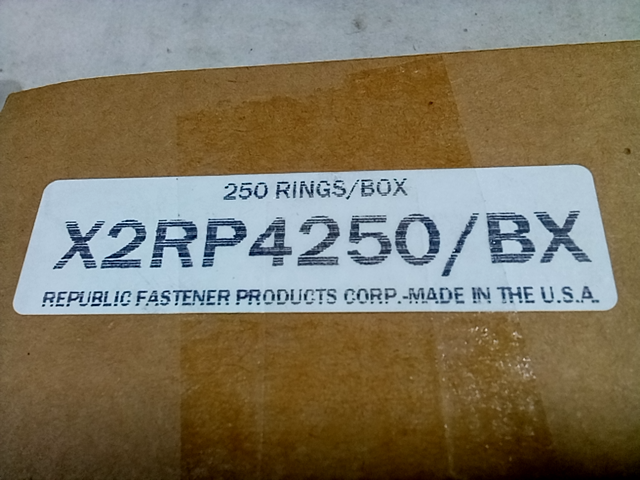 250 RINGS/BOX
X2RP4250/BX
REPUBLIC FASTENER PRODUCTS CORP.-MADE IN THE U.S.A.